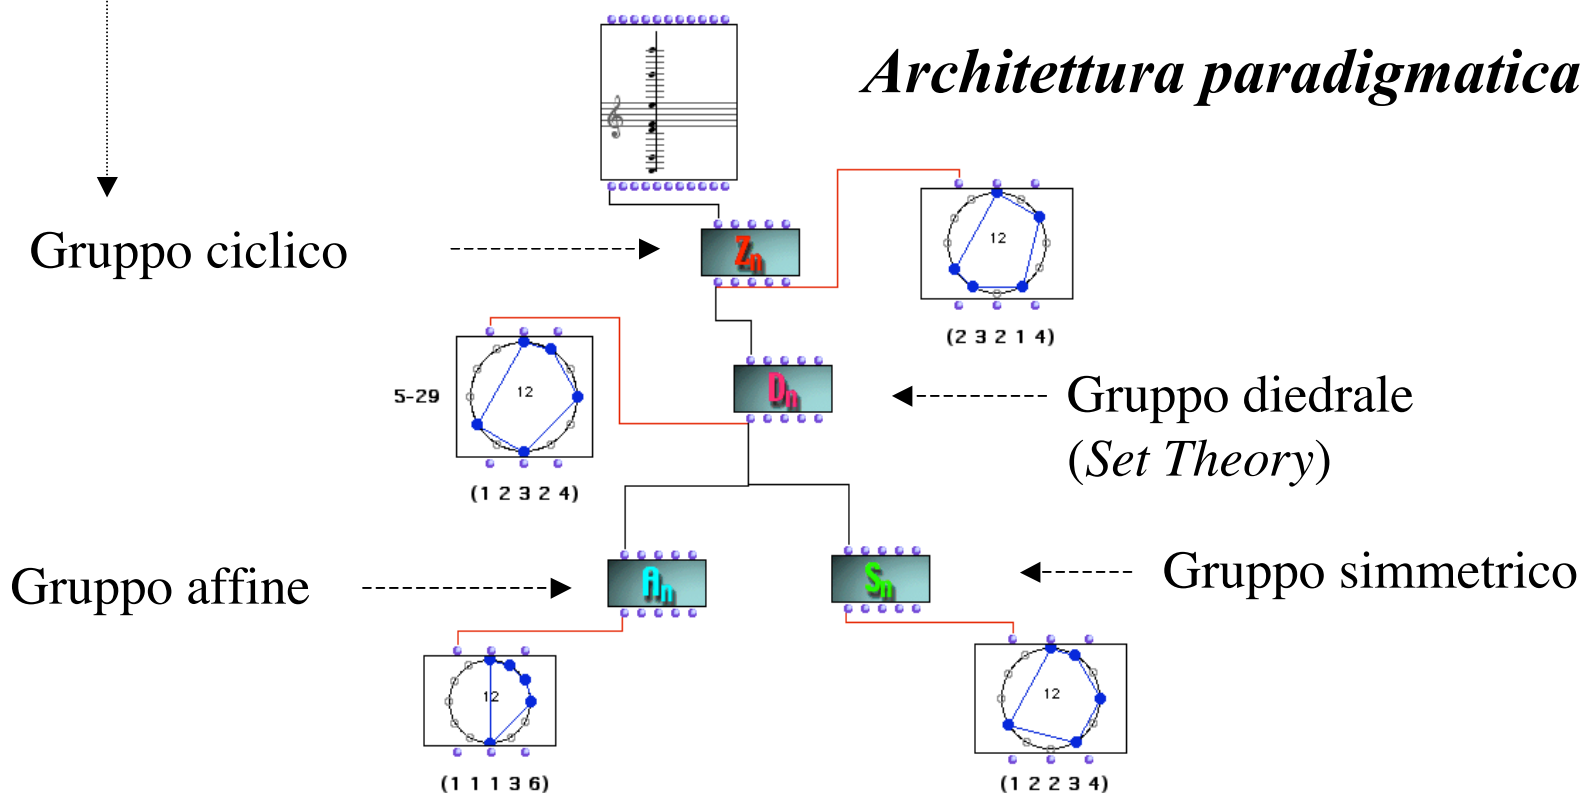 Architettura paradigmatica
12
Gruppo ciclico
Zn
(2 3 2 1 4)
12
5-29
Dn
Gruppo diedrale
(Set Theory)
(1 2 3 2 4)
Gruppo affine
An
Sn
Gruppo simmetrico
12
12
(1 1 1 3 6)
(1 2 2 3 4)